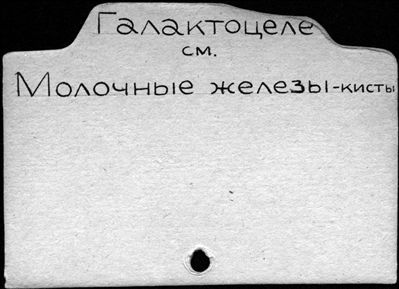 Галактоцеле
см.
Молочные железы-кисты